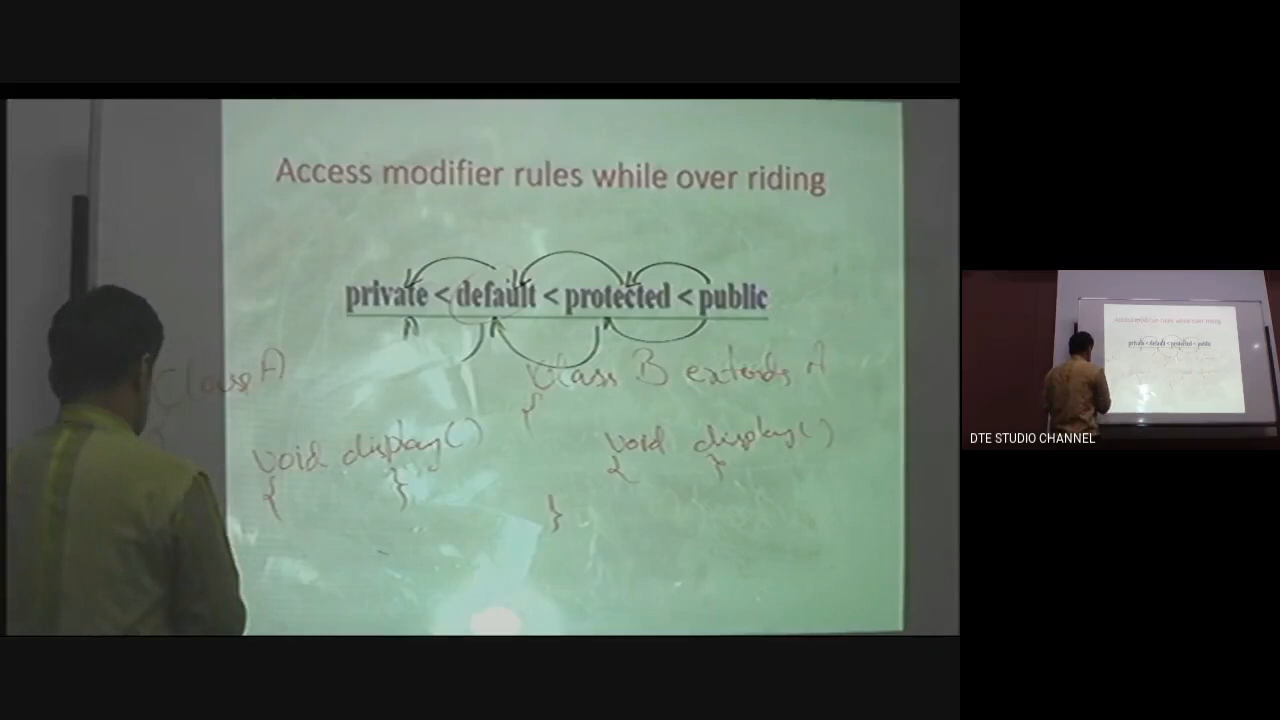 Access modifier rules while over riding
private < default < protected < public
Class A
Class B extends A
{
void display()
void display()
{ }
{ }
}
DTE STUDIO CHANNEL